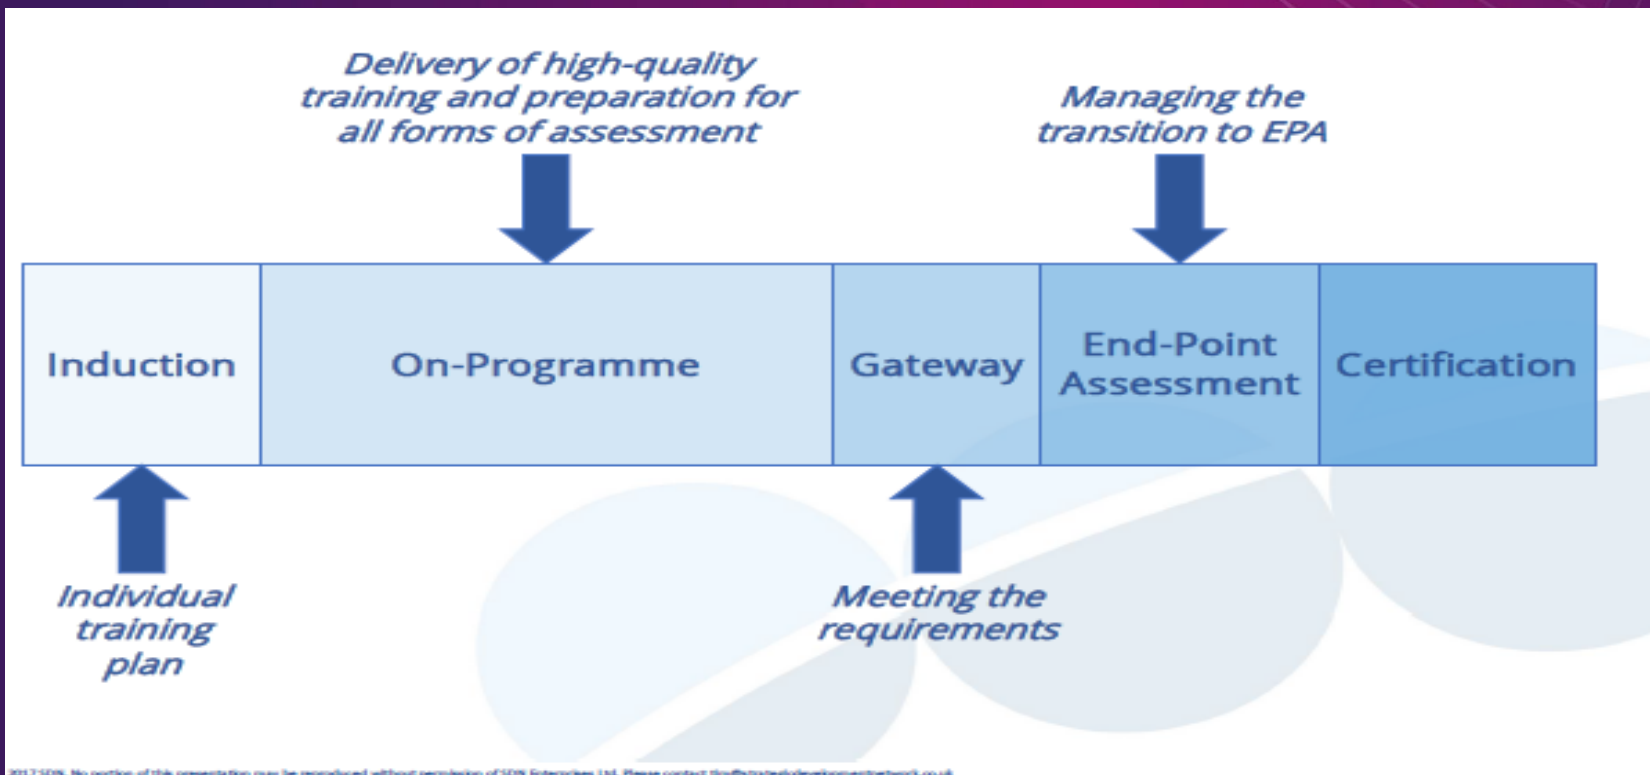 Delivery of high-quality
training and preparation for
all forms of assessment
Managing the
transition to EPA
Induction
On-Programme
Gateway
End-Point
Assessment
Certification
Individual
training
plan
Meeting the
requirements